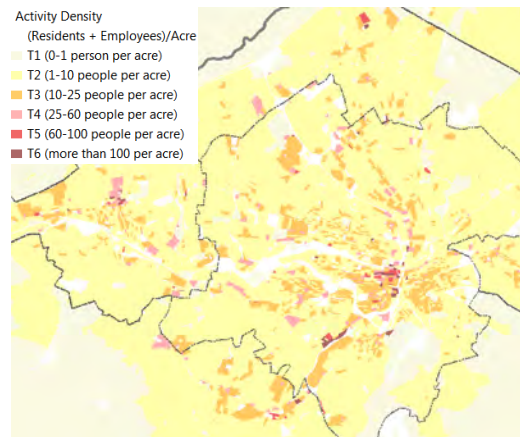 Activity Density
(Residents + Employees)/Acre
T1 (0-1 person per acre)
T2 (1-10 people per acre)
T3 (10-25 people per acre)
T4 (25-60 people per acre)
T5 (60-100 people per acre)
T6 (more than 100 per acre)